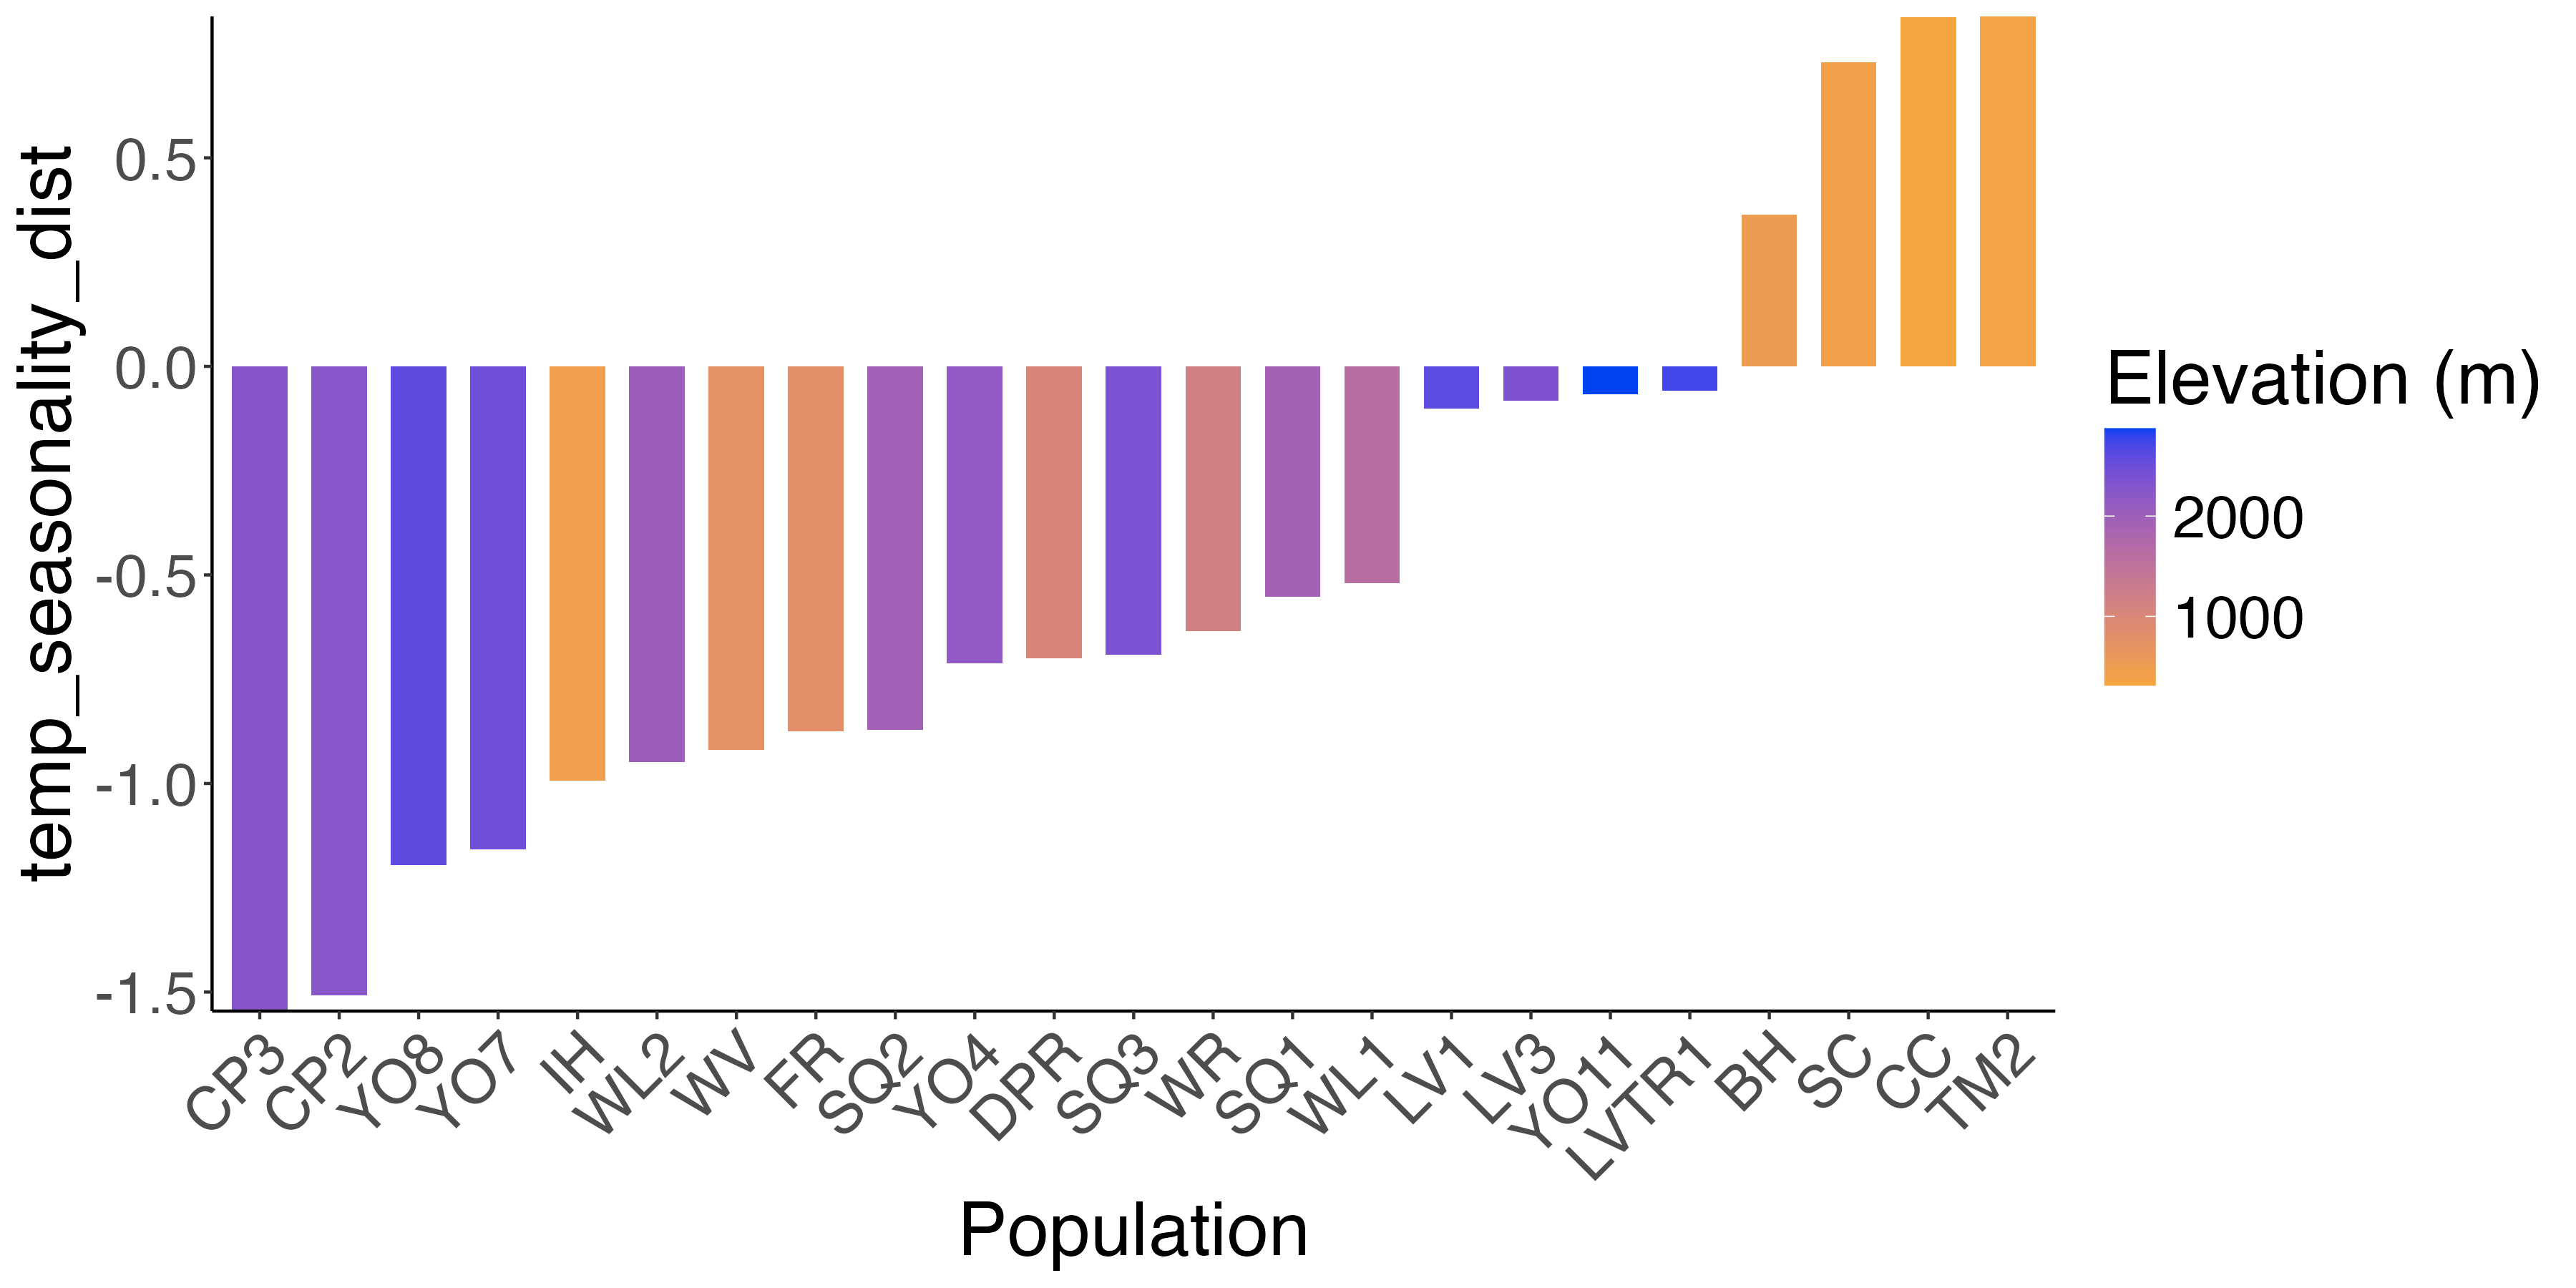 temp_seasonality_dist
0.5
0.0
-0.5
-1.0
-1.5
CP3
CP2
YO8
YO7
IH
WL2
WV
FR
SQ2
YO4
DPR
SQ3
WR
SQ1
WL1
LV1
LV3
YO11
LVTR1
BH
SC
CC
TM2
Population
Elevation (m)
2000
1000